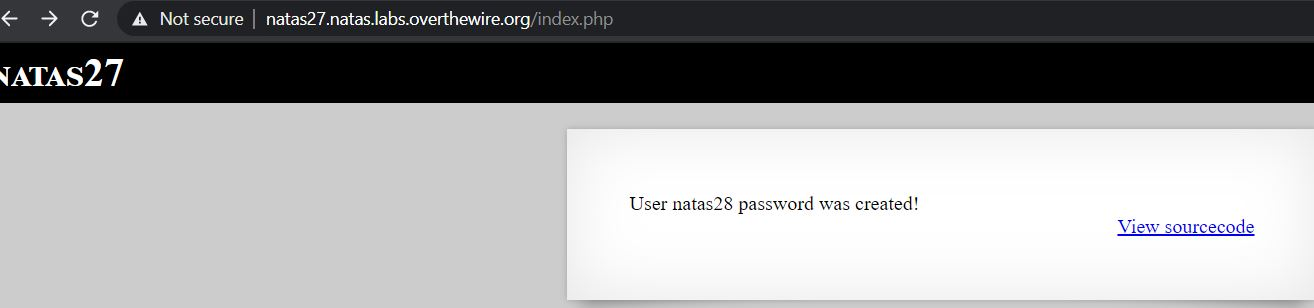 Not secure | natas27.natas.labs.overthewire.org/index.php
NATAS27
User natas28 password was created!
View sourcecode